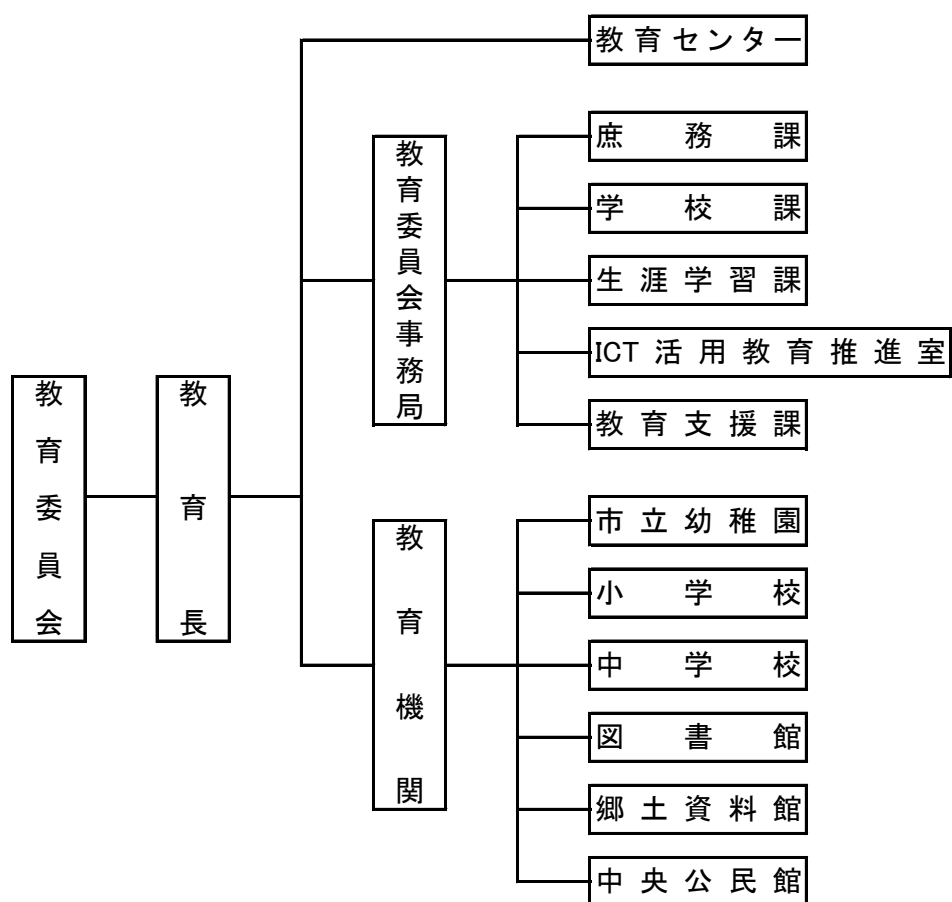 教育委員会
教育長
教育センター
教育委員会事務局
庶務課
学校課
生涯学習課
ICT活用教育推進室
教育支援課
教育機関
市立幼稚園
小学校
中学校
図書館
郷土資料館
中央公民館